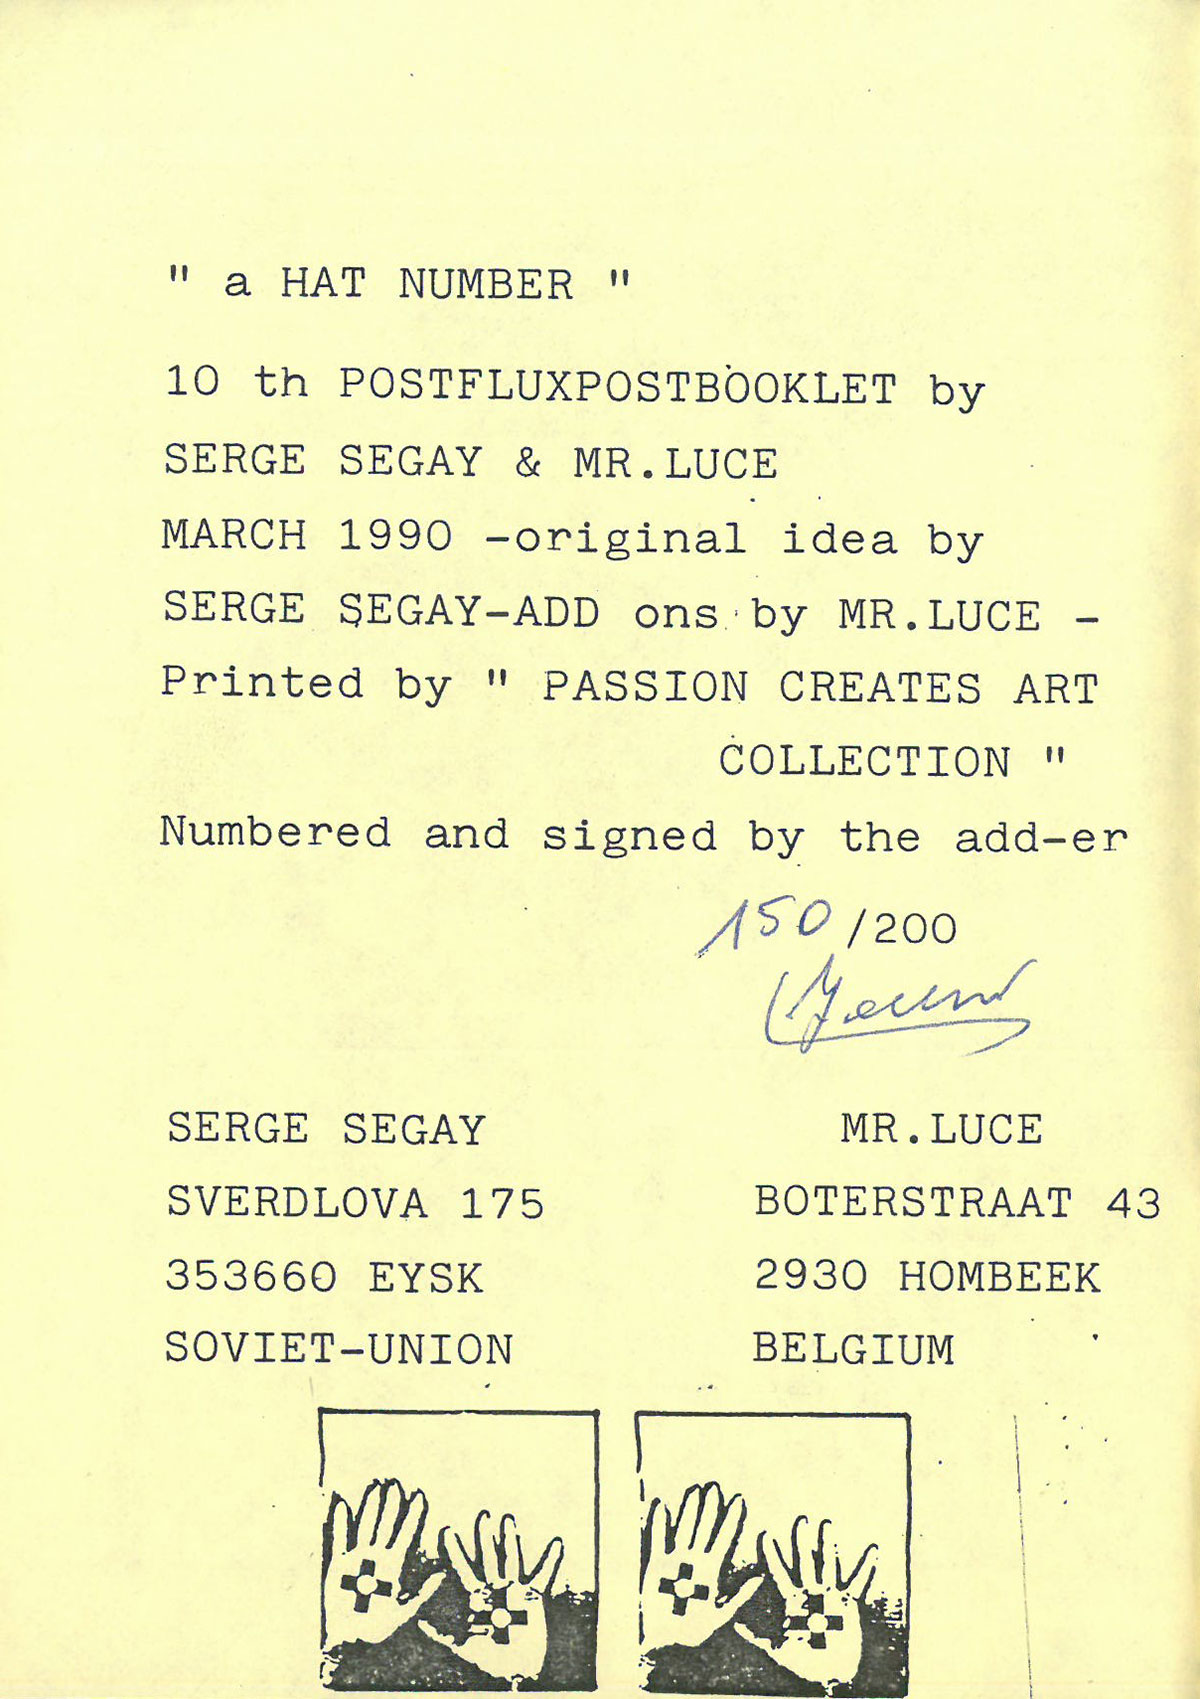 " a HAT NUMBER "
10 th POSTFLUXPOSTBOOKLET by
SERGE SEGAY & MR.LUCE
MARCH 1990 -original idea by
SERGE SEGAY-ADD ons by MR.LUCE -
Printed by " PASSION CREATES ART
COLLECTION "
Numbered and signed by the add-er
150/200
SERGE SEGAY
SVERDLOVA 175
353660 EYSK
SOVIET-UNION
MR.LUCE
BOTERSTRAAT 43
2930 HOMBEEK
BELGIUM